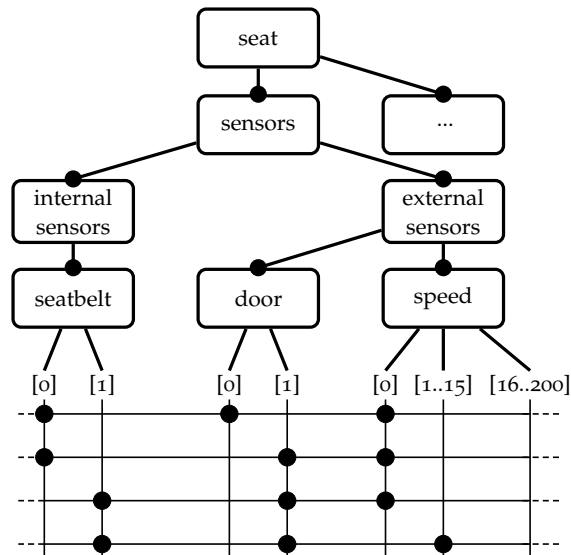 seat
sensors
...
internal
sensors
external
sensors
seatbelt
door
speed
[0] [1] [0] [1] [0] [1..15] [16..200]